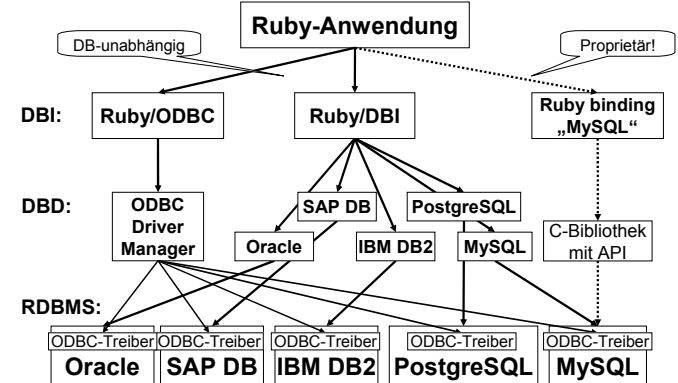 Ruby-Anwendung
DB-unabhängig
Proprietär!
DBI:
Ruby/ODBC
Ruby/DBI
Ruby binding
„MySQL“
DBD:
ODBC
Driver
Manager
SAP DB
PostgreSQL
Oracle
IBM DB2
MySQL
C-Bibliothek
mit API
RDBMS:
ODBC-Treiber
ODBC-Treiber
ODBC-Treiber
ODBC-Treiber
ODBC-Treiber
Oracle
SAP DB
IBM DB2
PostgreSQL
MySQL